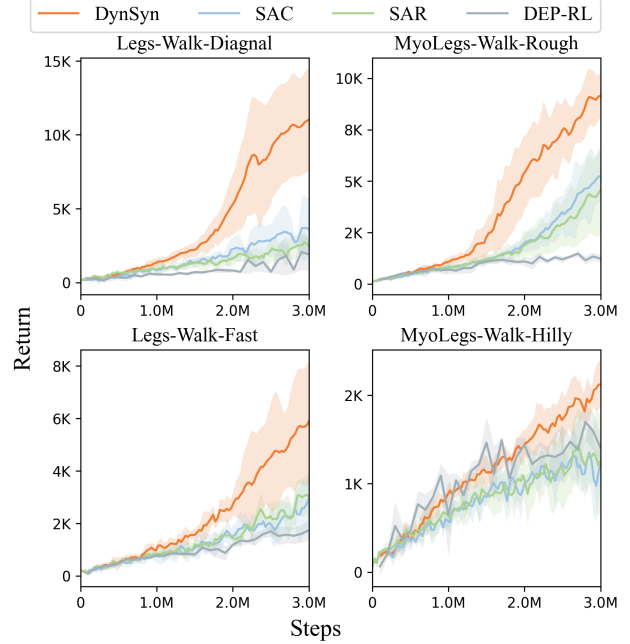 DynSyn SAC SAR DEP-RL
Legs-Walk-Diagnal MyoLegs-Walk-Rough
15K
10K
5K
0
0 1.0M 2.0M 3.0M
10K
8K
5K
2K
0
0 1.0M 2.0M 3.0M
Return
Legs-Walk-Fast MyoLegs-Walk-Hilly
8K
6K
4K
2K
0
0 1.0M 2.0M 3.0M
2K
1K
0
0 1.0M 2.0M 3.0M
Steps